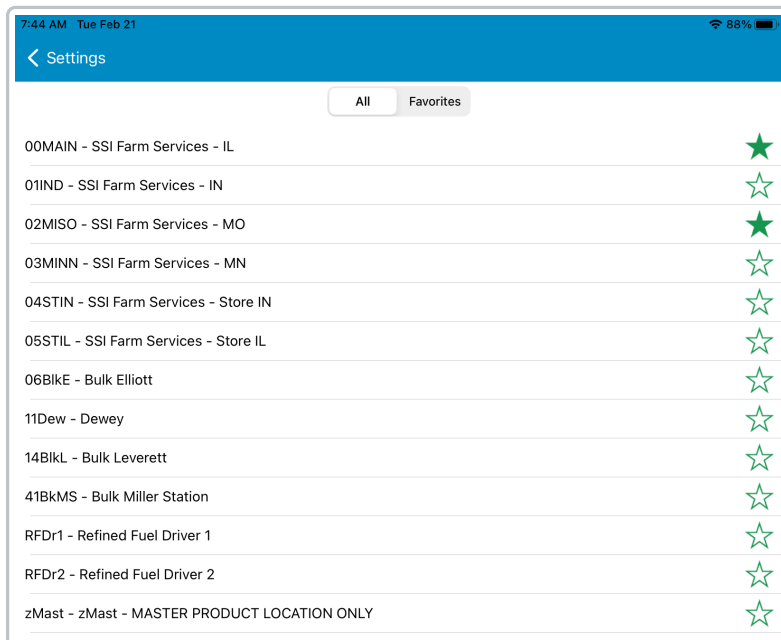 7:44 AM Tue Feb 21 88%
Settings
All Favorites
00MAIN - SSI Farm Services - IL
01IND - SSI Farm Services - IN
02MISO - SSI Farm Services - MO
03MINN - SSI Farm Services - MN
04STIN - SSI Farm Services - Store IN
05STIL - SSI Farm Services - Store IL
06BlkE - Bulk Elliott
11Dew - Dewey
14BlkL - Bulk Leverett
41BkMS - Bulk Miller Station
RFDr1 - Refined Fuel Driver 1
RFDr2 - Refined Fuel Driver 2
zMast - zMast - MASTER PRODUCT LOCATION ONLY